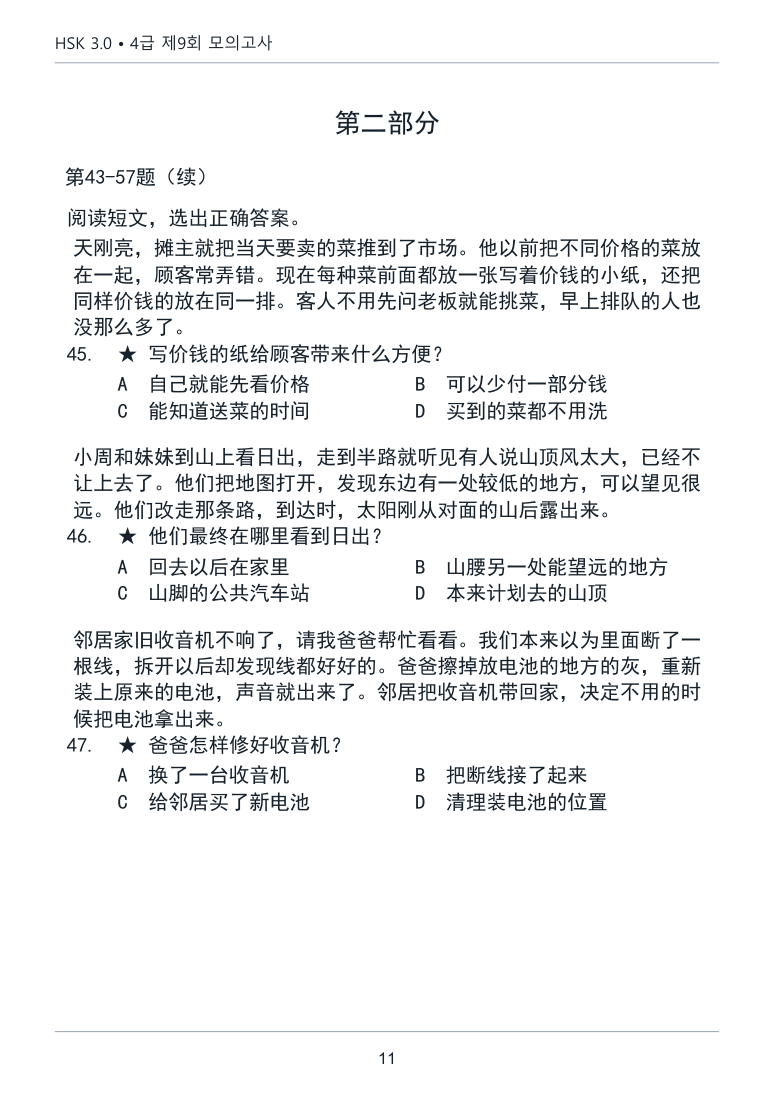 HSK 3.0 • 4급 제9회 모의고사
第二部分
第43-57题（续）
阅读短文，选出正确答案。
天刚亮，摊主就把当天要卖的菜推到了市场。他以前把不同价格的菜放
在一起，顾客常弄错。现在每种菜前面都放一张写着价钱的小纸，还把
同样价钱的放在同一排。客人不用先问老板就能挑菜，早上排队的人也
没那么多了。
45. ★ 写价钱的纸给顾客带来什么方便？
A 自己就能先看价格 B 可以少付一部分钱
C 能知道送菜的时间 D 买到的菜都不用洗
小周和妹妹到山上看日出，走到半路就听见有人说山顶风太大，已经不
让上去了。他们把地图打开，发现东边有一处较低的地方，可以望见很
远。他们改走那条路，到达时，太阳刚从对面的山后露出来。
46. ★ 他们最终在哪里看到日出？
A 回去以后在家里 B 山腰另一处能望远的地方
C 山脚的公共汽车站 D 本来计划去的山顶
邻居家旧收音机不响了，请我爸爸帮忙看看。我们本来以为里面断了一
根线，拆开以后却发现线都好好的。爸爸擦掉放电池的地方的灰，重新
装上原来的电池，声音就出来了。邻居把收音机带回家，决定不用的时
候把电池拿出来。
47. ★ 爸爸怎样修好收音机？
A 换了一台收音机 B 把断线接了起来
C 给邻居买了新电池 D 清理装电池的位置
11